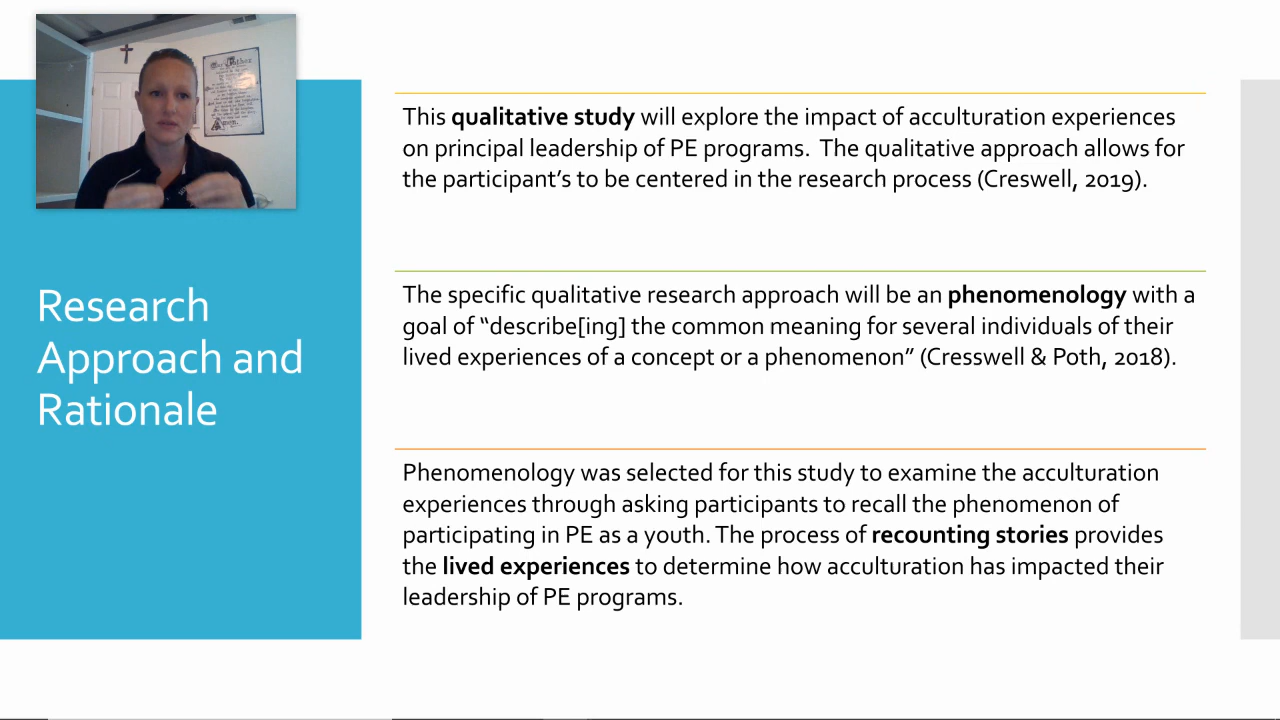 Our Father
Research
Approach and
Rationale
This qualitative study will explore the impact of acculturation experiences
on principal leadership of PE programs. The qualitative approach allows for
the participant’s to be centered in the research process (Creswell, 2019).
The specific qualitative research approach will be an phenomenology with a
goal of “describe[ing] the common meaning for several individuals of their
lived experiences of a concept or a phenomenon” (Cresswell & Poth, 2018).
Phenomenology was selected for this study to examine the acculturation
experiences through asking participants to recall the phenomenon of
participating in PE as a youth. The process of recounting stories provides
the lived experiences to determine how acculturation has impacted their
leadership of PE programs.